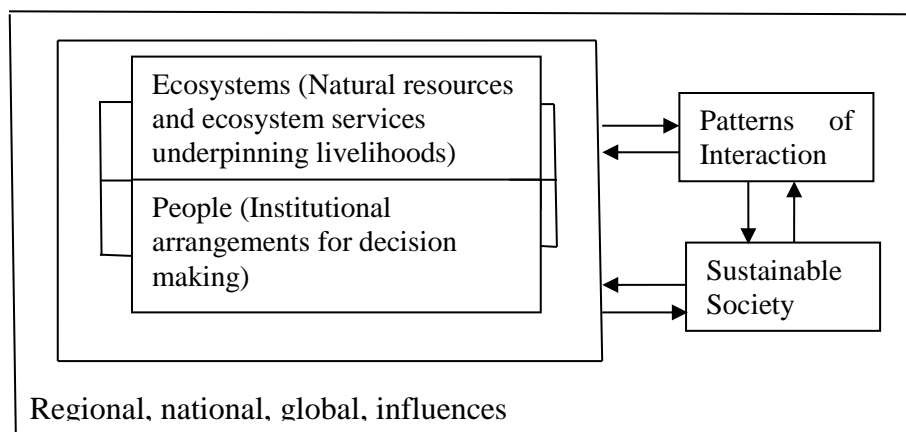 Ecosystems (Natural resources
and ecosystem services
underpinning livelihoods)
People (Institutional
arrangements for decision
making)
Patterns of
Interaction
Sustainable
Society
Regional, national, global, influences